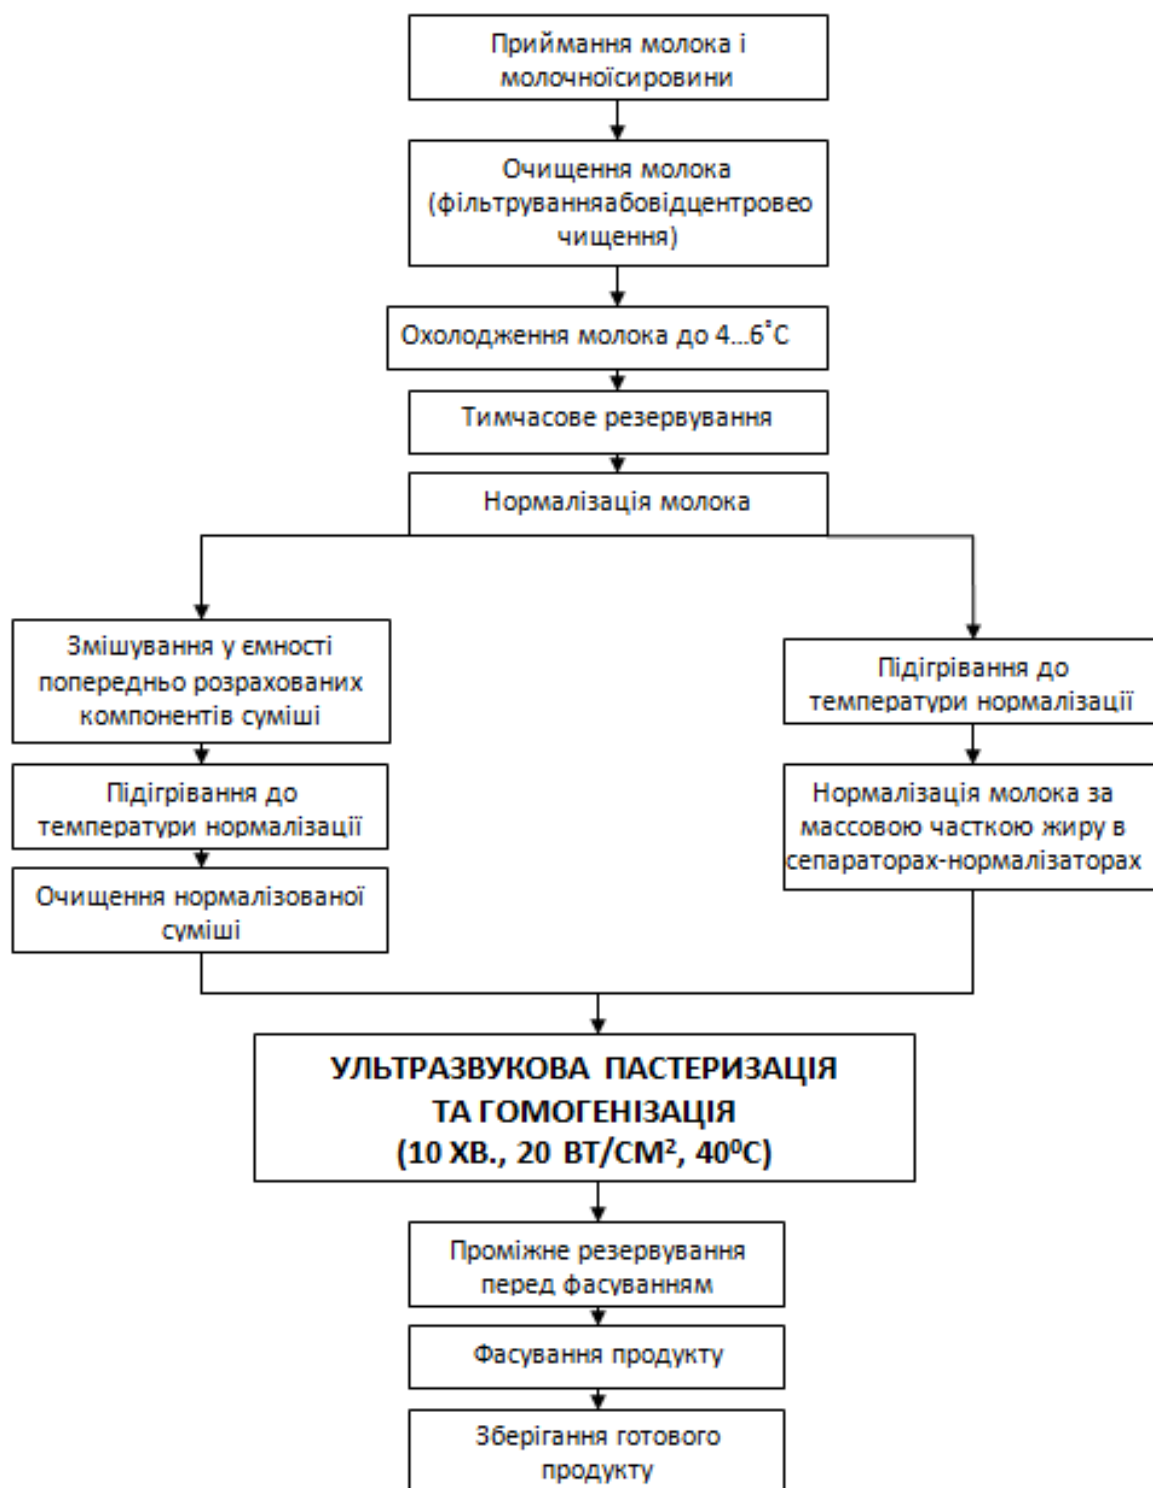 Приймання молока і
молочноїсировини
Очищення молока
(фільтруванняабовідцентровео
чищення)
Охолодження молока до 4...6˚С
Тимчасове резервування
Нормалізація молока
Змішування у ємності
попередньо розрахованих
компонентів суміші
Підігрівання до
температури нормалізації
Очищення нормалізованої
суміші
Підігрівання до
температури нормалізації
Нормалізація молока за
массовою часткою жиру в
сепараторах-нормалізаторах
УЛЬТРАЗВУКОВА ПАСТЕРИЗАЦІЯ
ТА ГОМОГЕНІЗАЦІЯ
(10 ХВ., 20 ВТ/СМ², 40⁰С)
Проміжне резервування
перед фасуванням
Фасування продукту
Зберігання готового
продукту